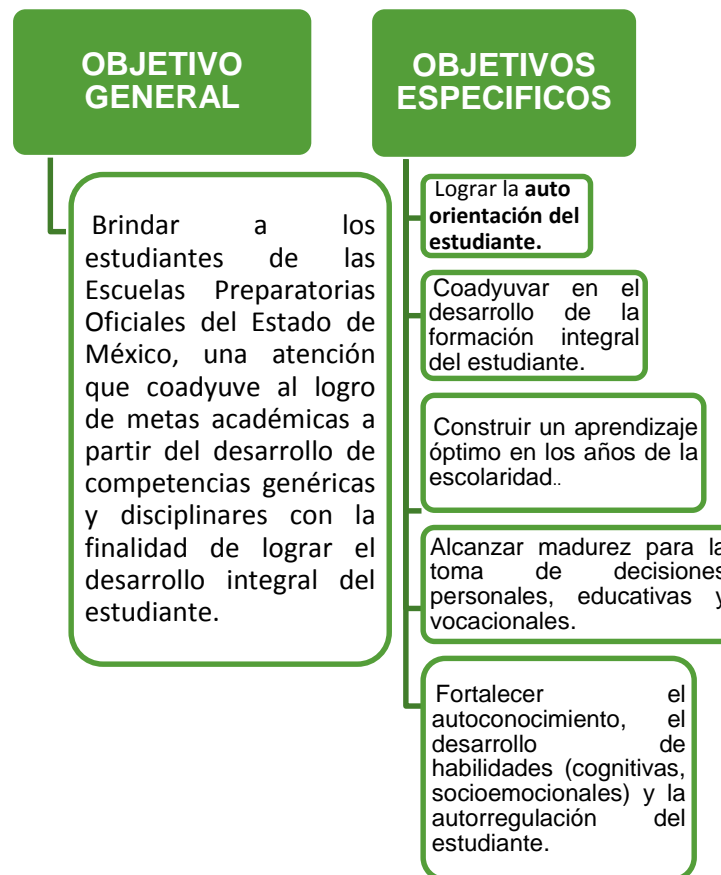 OBJETIVO
GENERAL
Brindar a los
estudiantes de las
Escuelas Preparatorias
Oficiales del Estado de
México, una atención
que coadyuve al logro
de metas académicas a
partir del desarrollo de
competencias genéricas
y disciplinares con la
finalidad de lograr el
desarrollo integral del
estudiante.
OBJETIVOS
ESPECIFICOS
Lograr la auto
orientación del
estudiante.
Coadyuvar en el
desarrollo de la
formación integral
del estudiante.
Construir un aprendizaje
óptimo en los años de la
escolaridad..
Alcanzar madurez para la
toma de decisiones
personales, educativas y
vocacionales.
Fortalecer el
autoconocimiento, el
desarrollo de
habilidades (cognitivas,
socioemocionales) y la
autorregulación del
estudiante.